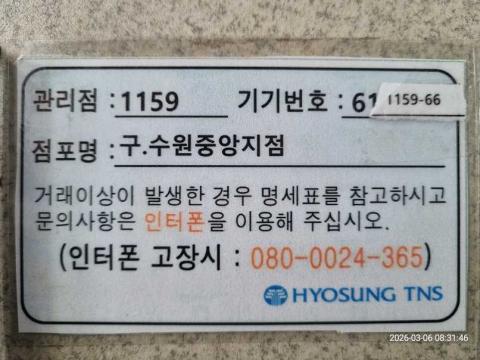 관리점 : 1159 기기번호 : 61 1159-66
점포명 : 구.수원중앙지점
거래이상이 발생한 경우 명세표를 참고하시고
문의사항은 인터폰을 이용해 주십시오.
(인터폰 고장시 : 080-0024-365)
HYOSUNG TNS
2026-03-06 08:31:46